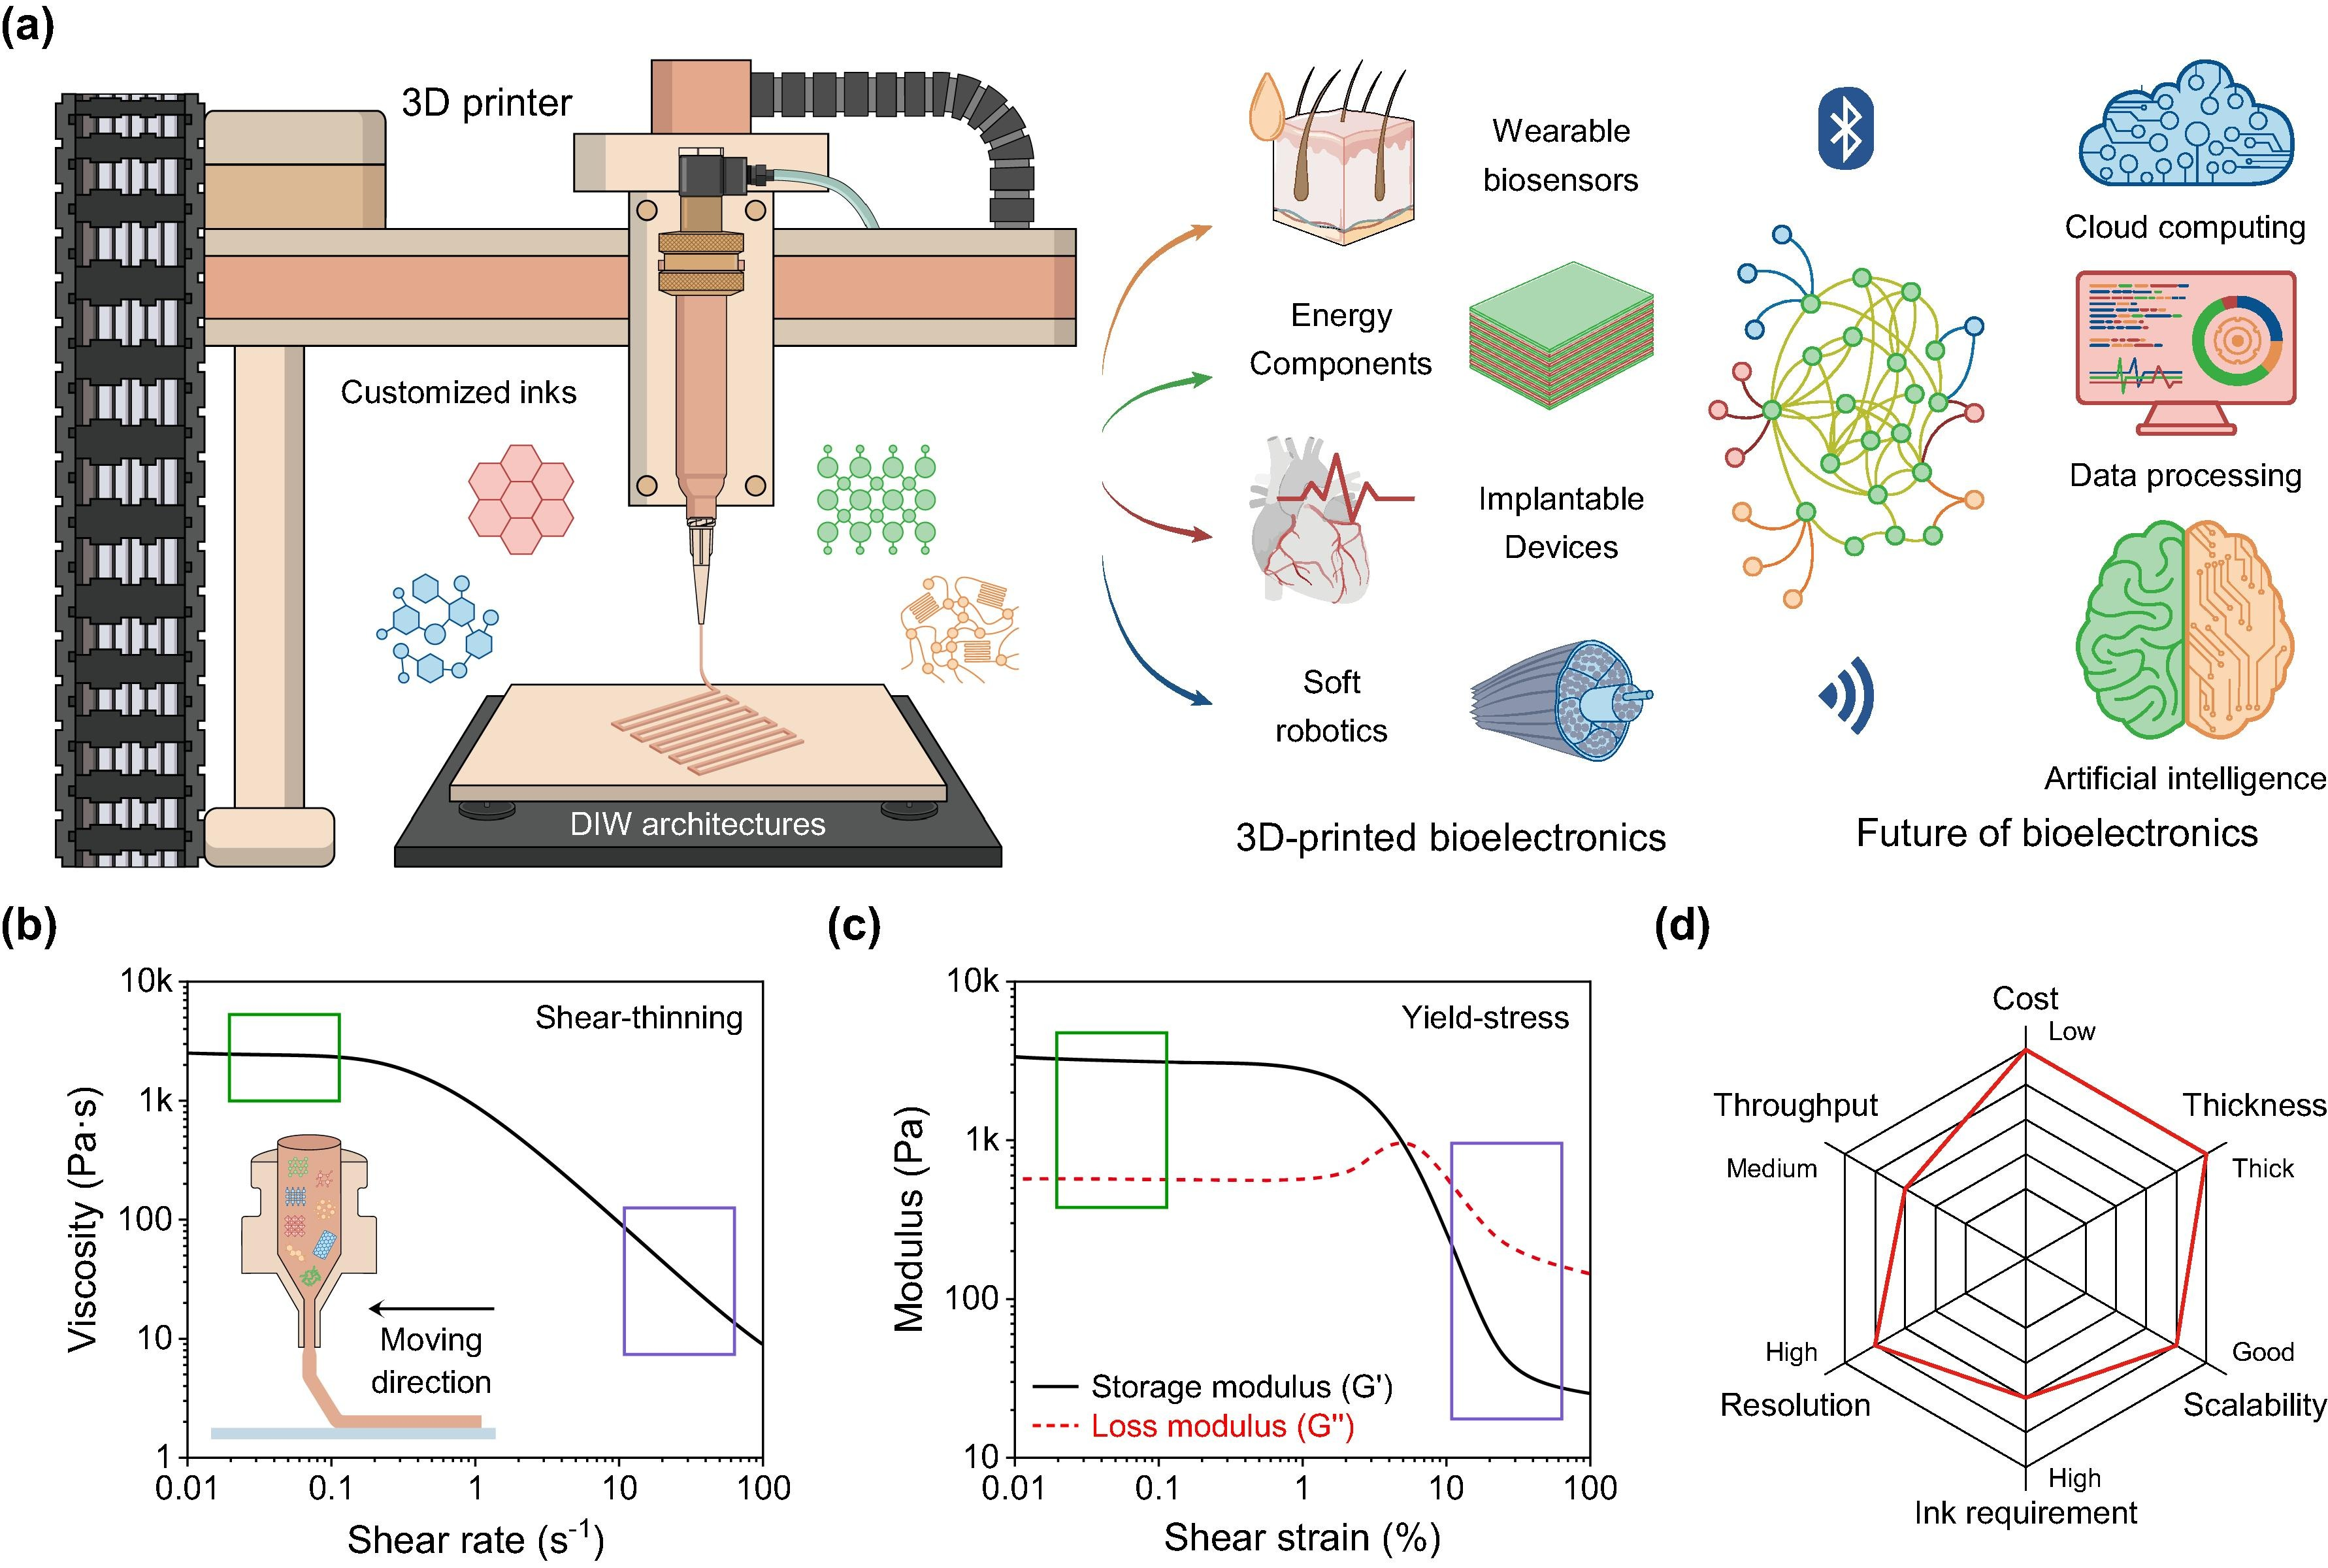 (a)
3D printer
Customized inks
DIW architectures
Wearable
biosensors
Energy
Components
Implantable
Devices
Soft
robotics
3D-printed bioelectronics
Cloud computing
Data processing
Artificial intelligence
Future of bioelectronics
(b)
Shear-thinning
Viscosity (Pa·s)
10k
1k
100
10
1
Moving
direction
0.01
0.1
1
10
100
Shear rate (s⁻¹)
(c)
Yield-stress
Modulus (Pa)
10k
1k
100
10
Storage modulus (G')
Loss modulus (G'')
0.01
0.1
1
10
100
Shear strain (%)
(d)
Cost
Low
Throughput
Medium
Thickness
Thick
High
Resolution
Good
Scalability
High
Ink requirement